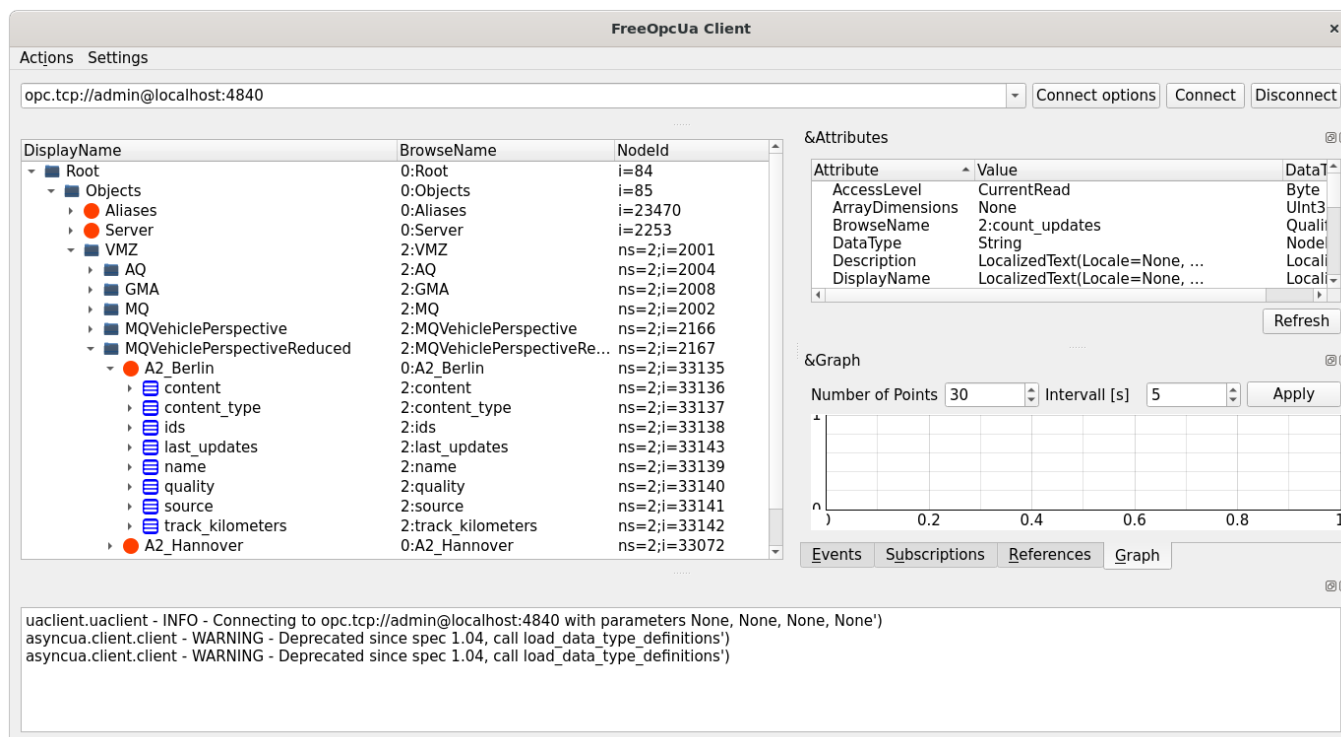 FreeOpcUa Client ×
Actions Settings
opc.tcp://admin@localhost:4840 Connect options Connect Disconnect
DisplayName BrowseName NodeId
Root 0:Root i=84
Objects 0:Objects i=85
Aliases 0:Aliases i=23470
Server 0:Server i=2253
VMZ 2:VMZ ns=2;i=2001
AQ 2:AQ ns=2;i=2004
GMA 2:GMA ns=2;i=2008
MQ 2:MQ ns=2;i=2002
MQVehiclePerspective 2:MQVehiclePerspective ns=2;i=2166
MQVehiclePerspectiveReduced 2:MQVehiclePerspectiveRe... ns=2;i=2167
A2_Berlin 0:A2_Berlin ns=2;i=33135
content 2:content ns=2;i=33136
content_type 2:content_type ns=2;i=33137
ids 2:ids ns=2;i=33138
last_updates 2:last_updates ns=2;i=33143
name 2:name ns=2;i=33139
quality 2:quality ns=2;i=33140
source 2:source ns=2;i=33141
track_kilometers 2:track_kilometers ns=2;i=33142
A2_Hannover 0:A2_Hannover ns=2;i=33072
&Attributes
Attribute Value DataT
AccessLevel CurrentRead Byte
ArrayDimensions None UInt3
BrowseName 2:count_updates Qualif
DataType String NodeI
Description LocalizedText(Locale=None, ... Locali
DisplayName LocalizedText(Locale=None, ... Locali
Refresh
&Graph
Number of Points 30 Intervall [s] 5 Apply
1
0
0.2 0.4 0.6 0.8 1
Events Subscriptions References Graph
uaclient.uaclient - INFO - Connecting to opc.tcp://admin@localhost:4840 with parameters None, None, None, None')
asyncua.client.client - WARNING - Deprecated since spec 1.04, call load_data_type_definitions')
asyncua.client.client - WARNING - Deprecated since spec 1.04, call load_data_type_definitions')